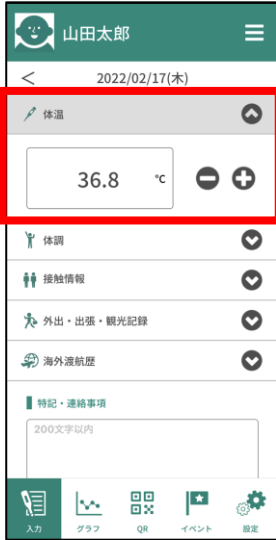 山田太郎
< 2022/02/17(木)
体温
36.8 ℃
体調
接触情報
外出・出張・観光記録
海外渡航歴
特記・連絡事項
200文字以内
入力 グラフ QR イベント 設定